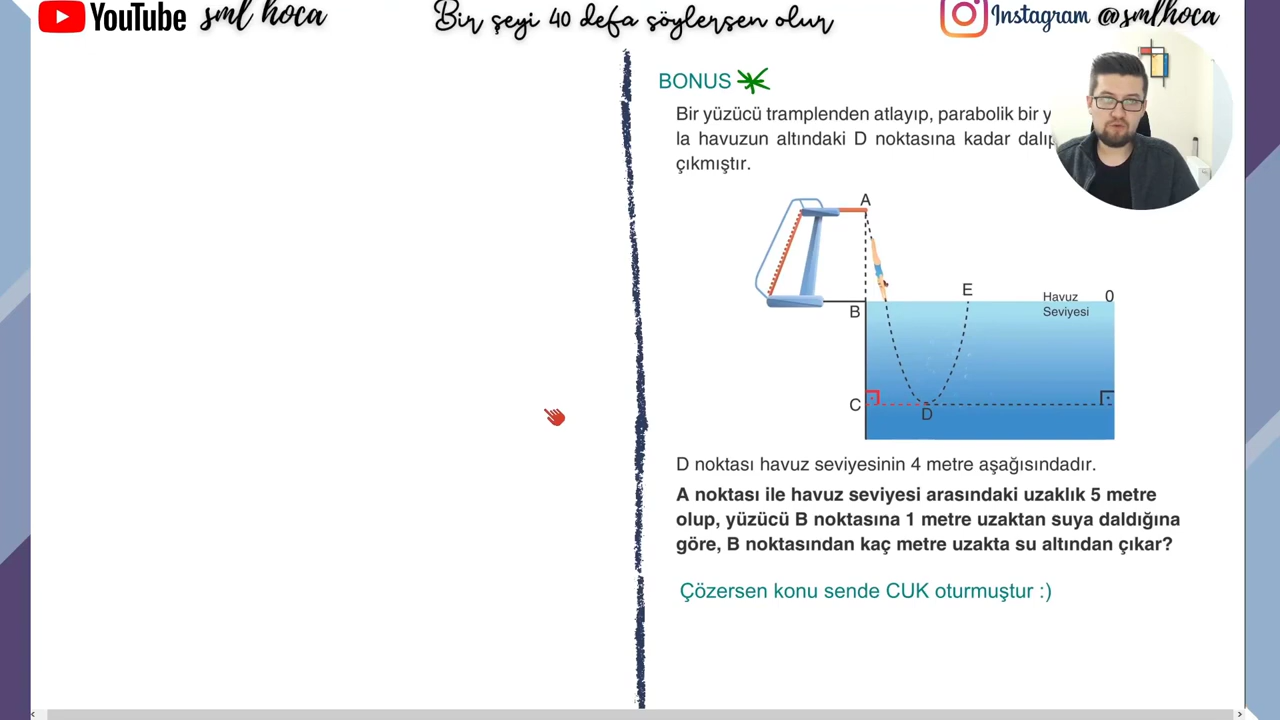 YouTube sml hoca
Bir şeyi 40 defa söylersen olur
Instagram @smlhoca
BONUS
Bir yüzücü tramplenden atlayıp, parabolik bir
la havuzun altındaki D noktasına kadar
çıkmıştır.
A
E
Havuz
Seviyesi
0
B
C
D
D noktası havuz seviyesinin 4 metre aşağısındadır.
A noktası ile havuz seviyesi arasındaki uzaklık 5 metre
olup, yüzücü B noktasına 1 metre uzaktan suya daldığına
göre, B noktasından kaç metre uzakta su altından çıkar?
Çözersen konu sende CUK oturmuştur :)